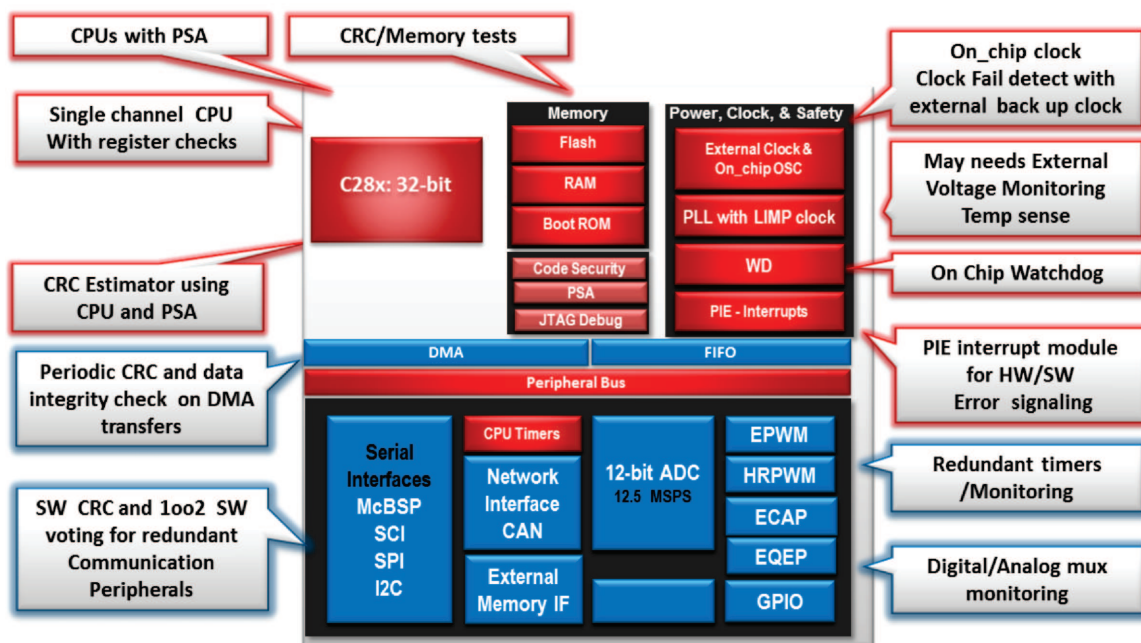 CPUs with PSA
CRC/Memory tests
On_chip clock
Clock Fail detect with
external back up clock
Single channel CPU
With register checks
C28x: 32-bit
Memory
Flash
RAM
Boot ROM
Code Security
PSA
JTAG Debug
Power, Clock, & Safety
External Clock &
On_chip OSC
PLL with LIMP clock
WD
PIE - Interrupts
May needs External
Voltage Monitoring
Temp sense
On Chip Watchdog
CRC Estimator using
CPU and PSA
PIE interrupt module
for HW/SW
Error signaling
DMA
FIFO
Peripheral Bus
Periodic CRC and data
integrity check on DMA
transfers
Serial
Interfaces
McBSP
SCI
SPI
I2C
CPU Timers
Network
Interface
CAN
External
Memory IF
12-bit ADC
12.5 MSPS
EPWM
HRPWM
ECAP
EQEP
GPIO
Redundant timers
/Monitoring
SW CRC and 1oo2 SW
voting for redundant
Communication
Peripherals
Digital/Analog mux
monitoring